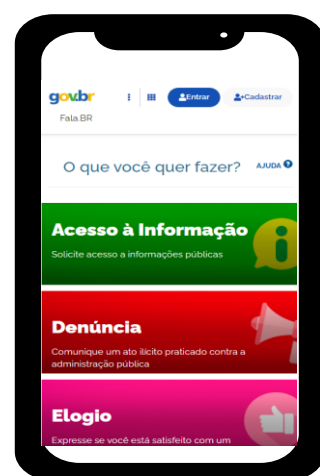 gov.br
Entrar
Cadastrar
Fala.BR
O que você quer fazer?
AJUDA
Acesso à Informação
Solicite acesso a informações públicas
Denúncia
Comunique um ato ilícito praticado contra a
administração pública
Elogio
Expresse se você está satisfeito com um